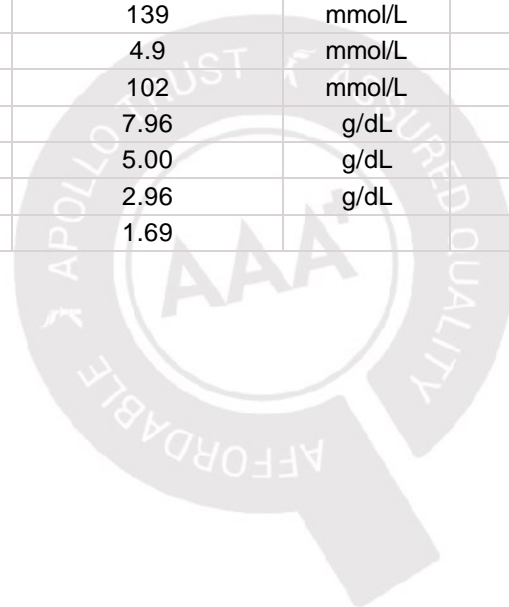 139 mmol/L
4.9 mmol/L
102 mmol/L
7.96 g/dL
5.00 g/dL
2.96 g/dL
1.69
APOLLO TRUST ASSURED QUALITY AFFORDABLE
AAA+